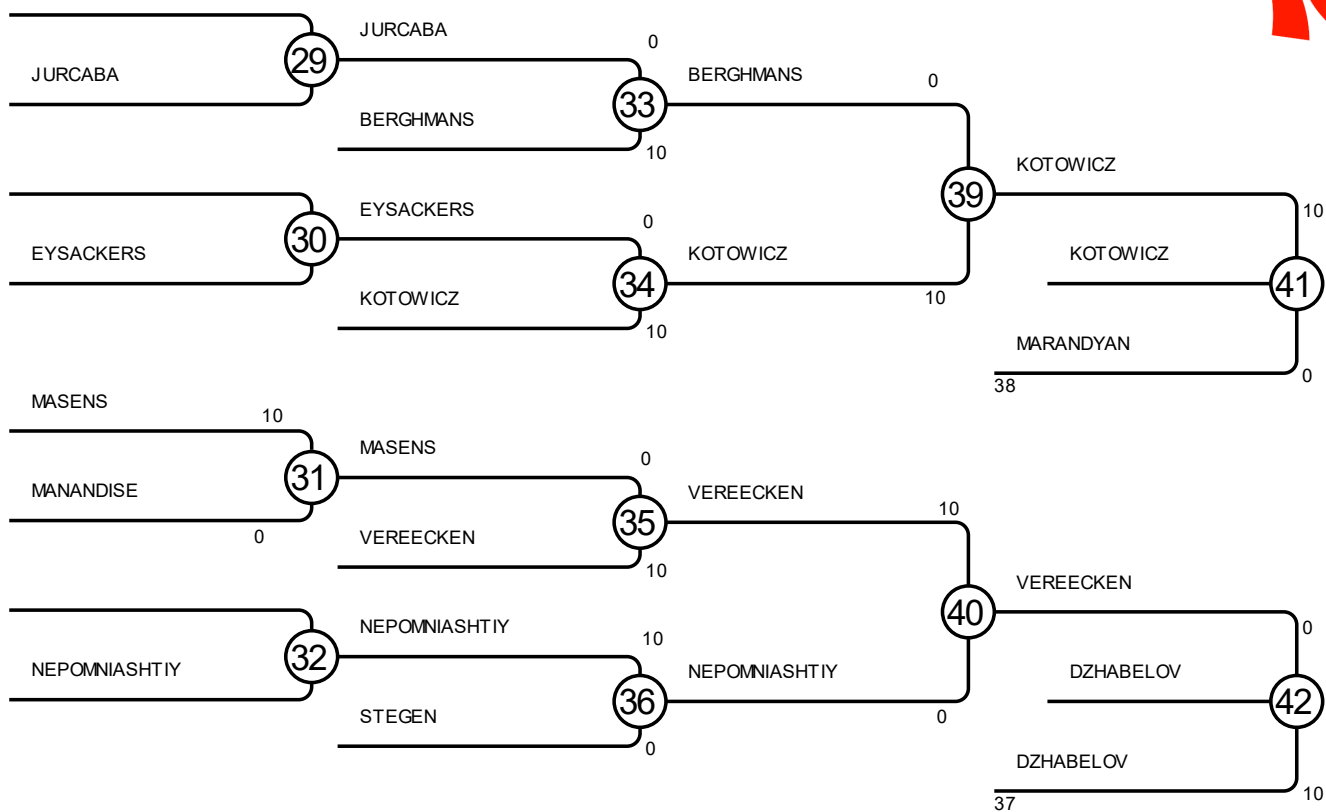 JURCABA 0
29
JURCABA BERGHMANS 0
33
BERGHMANS
10
KOTOWICZ
EYSACKERS 0
39
10
30
EYSACKERS KOTOWICZ KOTOWICZ
34
41
KOTOWICZ 10
10
MARANDYAN
38 0
MASENS 10
MASENS 0
31
MANANDISE VEREECKEN 10
35
0 VEREECKEN
10
VEREECKEN
40
NEPOMNIASHTIY 10 0
32
NEPOMNIASHTIY NEPOMNIASHTIY DZHABELOV
36
42
STEGEN 0
0
DZHABELOV
37 10